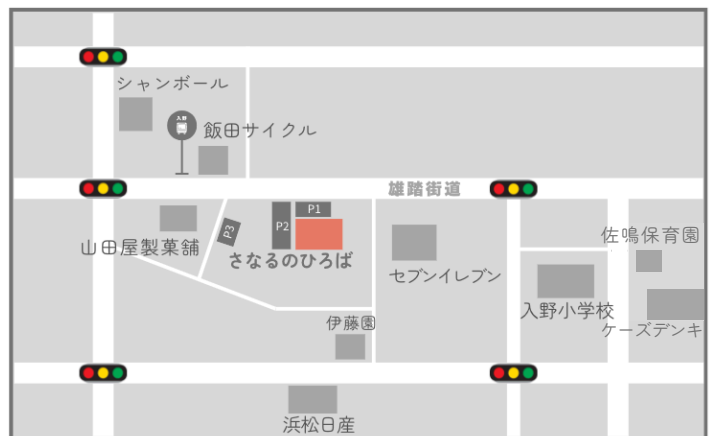 シャンボール
入野
飯田サイクル
雄踏街道
P1
P2
P3
山田屋製菓舗
さなるのひろば
セブンイレブン
佐鳴保育園
入野小学校
ケーズデンキ
伊藤園
浜松日産